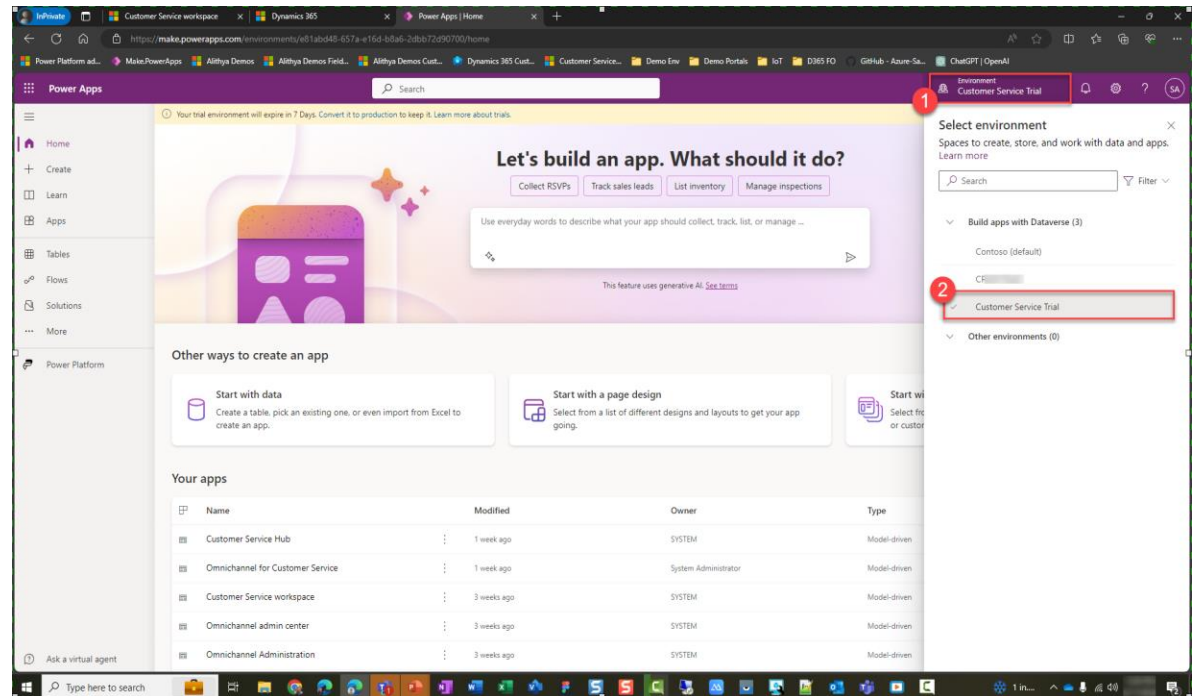 InPrivate
Customer Service workspace
Dynamics 365
Power Apps | Home
https://make.powerapps.com/environments/e81abd48-657a-e16d-b8a6-2dbb72d90700/home
Power Platform ad...
Make.PowerApps
Alithya Demos
Alithya Demos Field...
Alithya Demos Cust...
Dynamics 365 Cust...
Customer Service...
Demo Env
Demo Portals
IoT
D365 FO
GitHub - Azure-Sa...
ChatGPT | OpenAI
Power Apps
Search
1
Environment
Customer Service Trial
SA
Your trial environment will expire in 7 Days. Convert it to production to keep it. Learn more about trials.
Home
Create
Learn
Apps
Tables
Flows
Solutions
More
Power Platform
Ask a virtual agent
Let's build an app. What should it do?
Collect RSVPs
Track sales leads
List inventory
Manage inspections
Use everyday words to describe what your app should collect, track, list, or manage ...
This feature uses generative AI. See terms
Other ways to create an app
Start with data
Create a table, pick an existing one, or even import from Excel to
create an app.
Start with a page design
Select from a list of different designs and layouts to get your app
going.
Start wi
Select fro
or custor
Your apps
Name Modified Owner Type
Customer Service Hub 1 week ago SYSTEM Model-driven
Omnichannel for Customer Service 1 week ago System Administrator Model-driven
Customer Service workspace 3 weeks ago SYSTEM Model-driven
Omnichannel admin center 3 weeks ago SYSTEM Model-driven
Omnichannel Administration 3 weeks ago SYSTEM Model-driven
Select environment
Spaces to create, store, and work with data and apps.
Learn more
Search
Filter
Build apps with Dataverse (3)
Contoso (default)
2
Customer Service Trial
Other environments (0)
Type here to search
1 in...